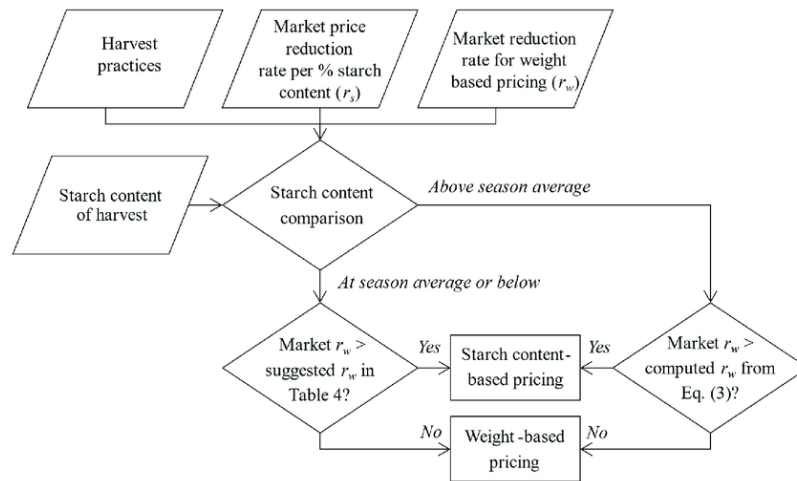 Harvest
practices
Market price
reduction
rate per % starch
content (rs)
Market reduction
rate for weight
based pricing (rw)
Starch content
of harvest
Starch content
comparison
Above season average
At season average or below
Market rw >
suggested rw in
Table 4?
Yes
Starch content-
based pricing
Yes
Market rw >
computed rw from
Eq. (3)?
No
Weight-based
pricing
No